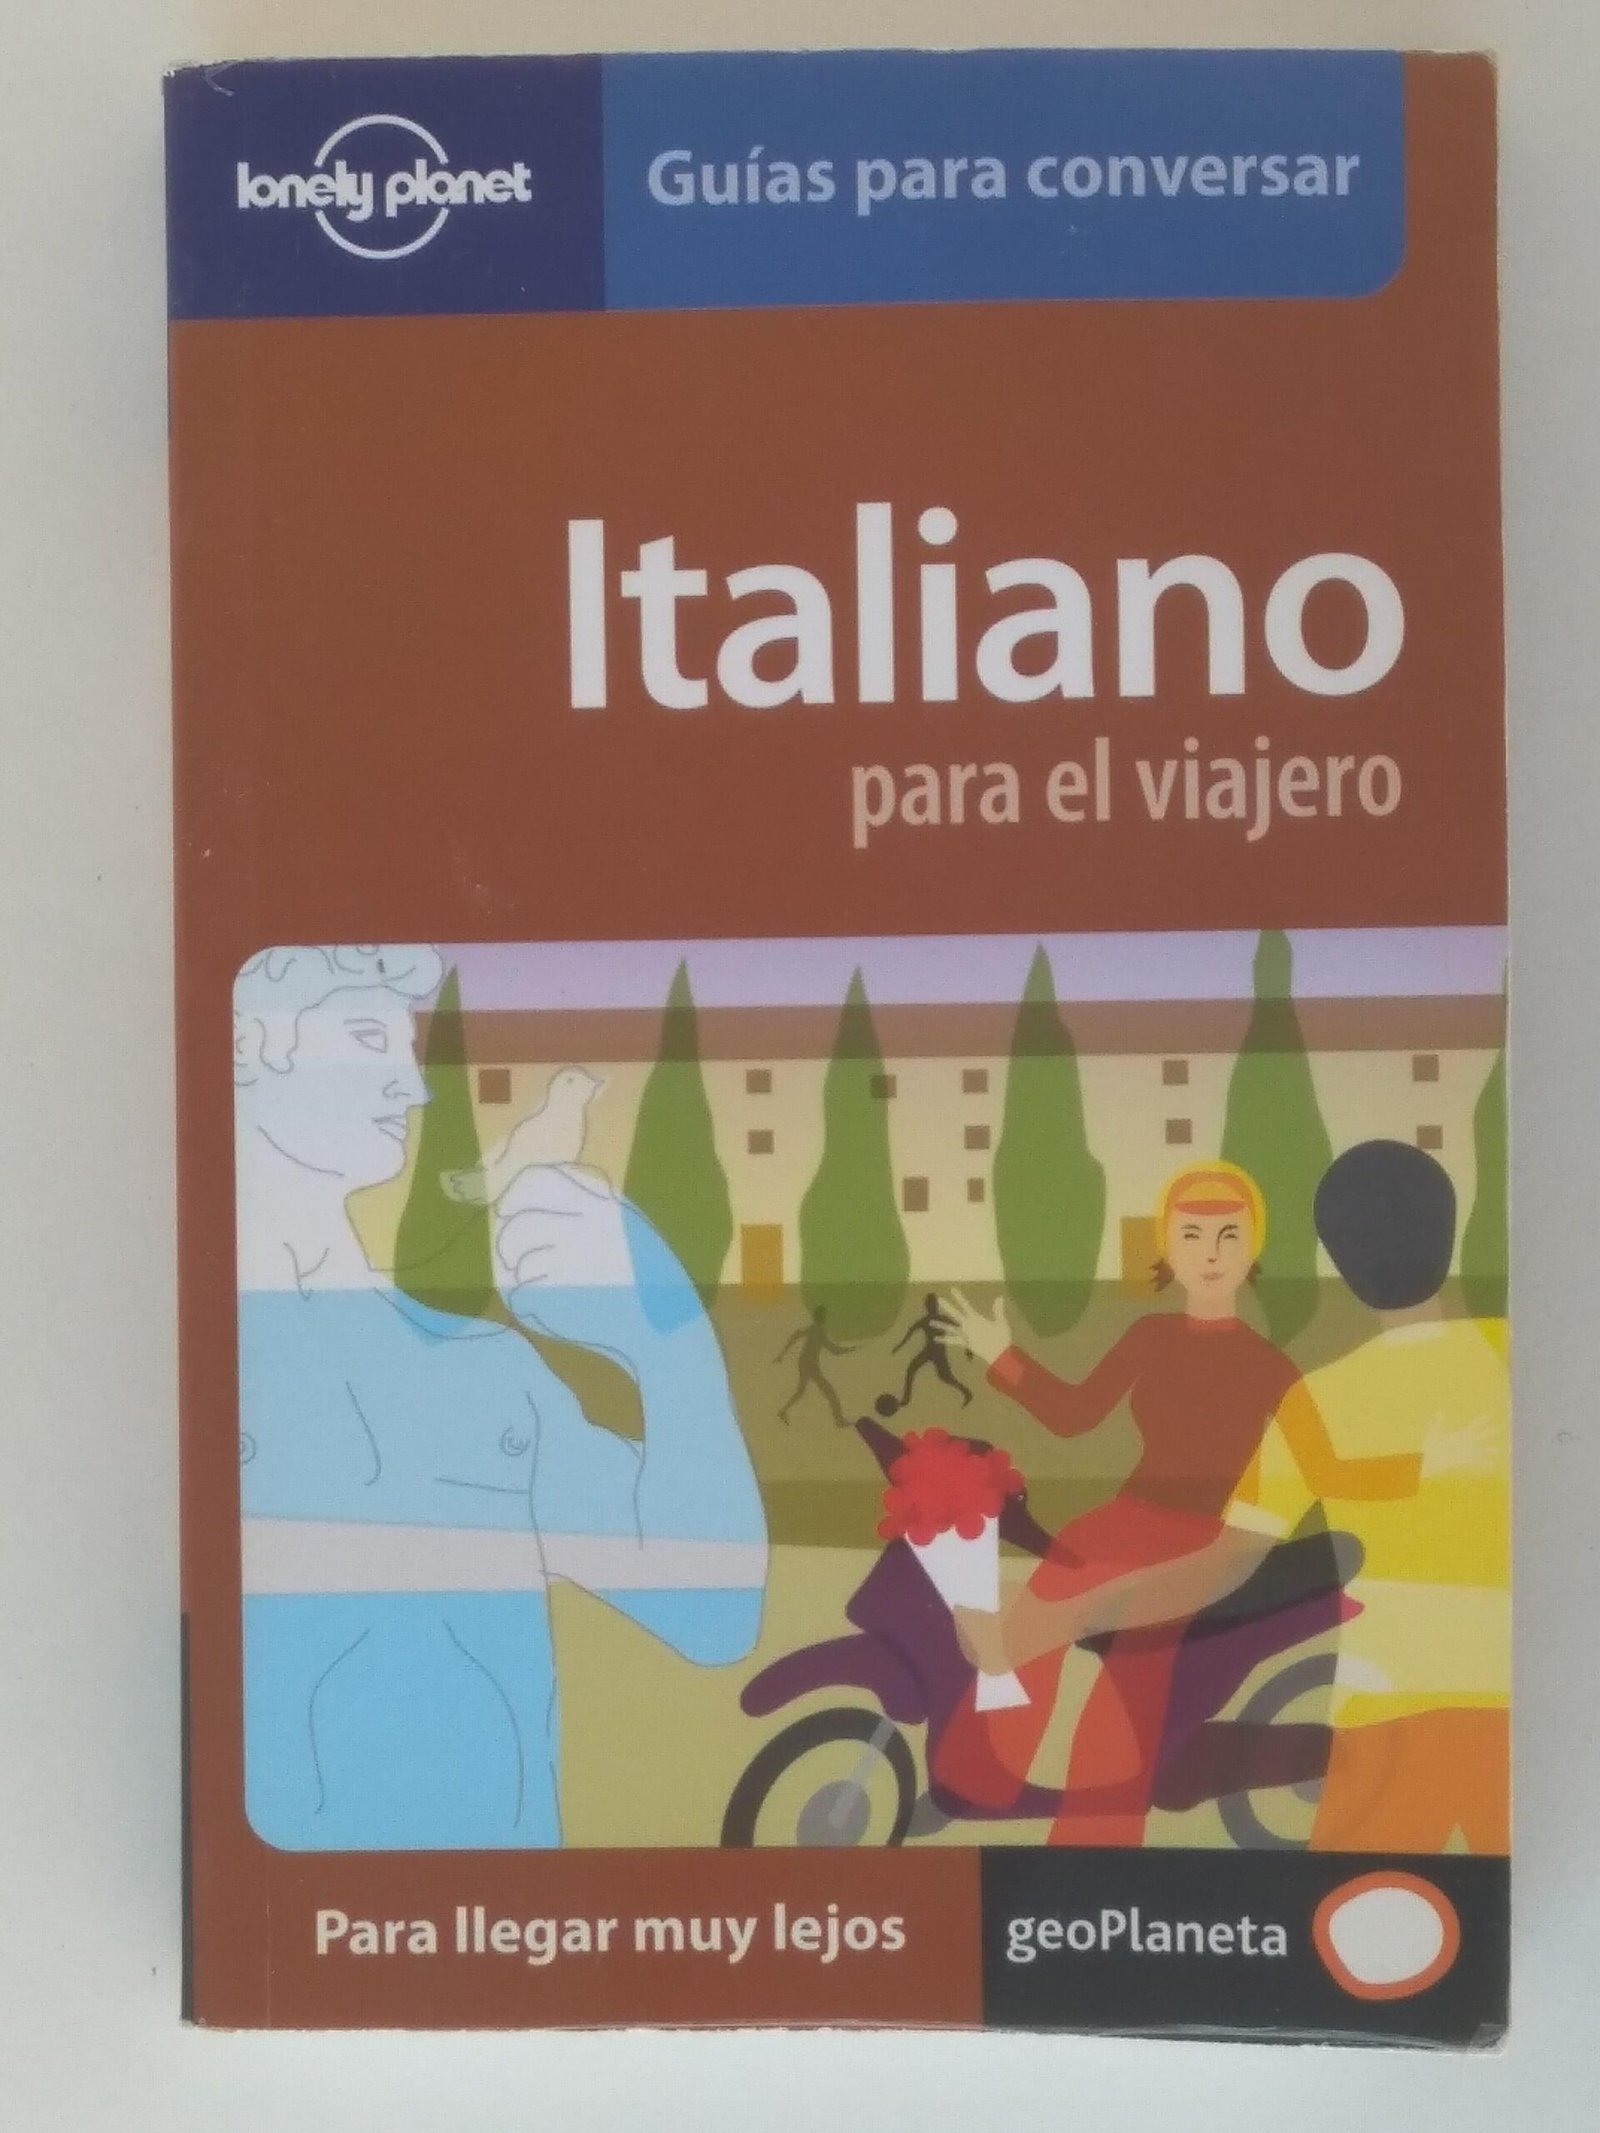 lonely planet
Guías para conversar
Italiano
para el viajero
Para llegar muy lejos
geoPlaneta